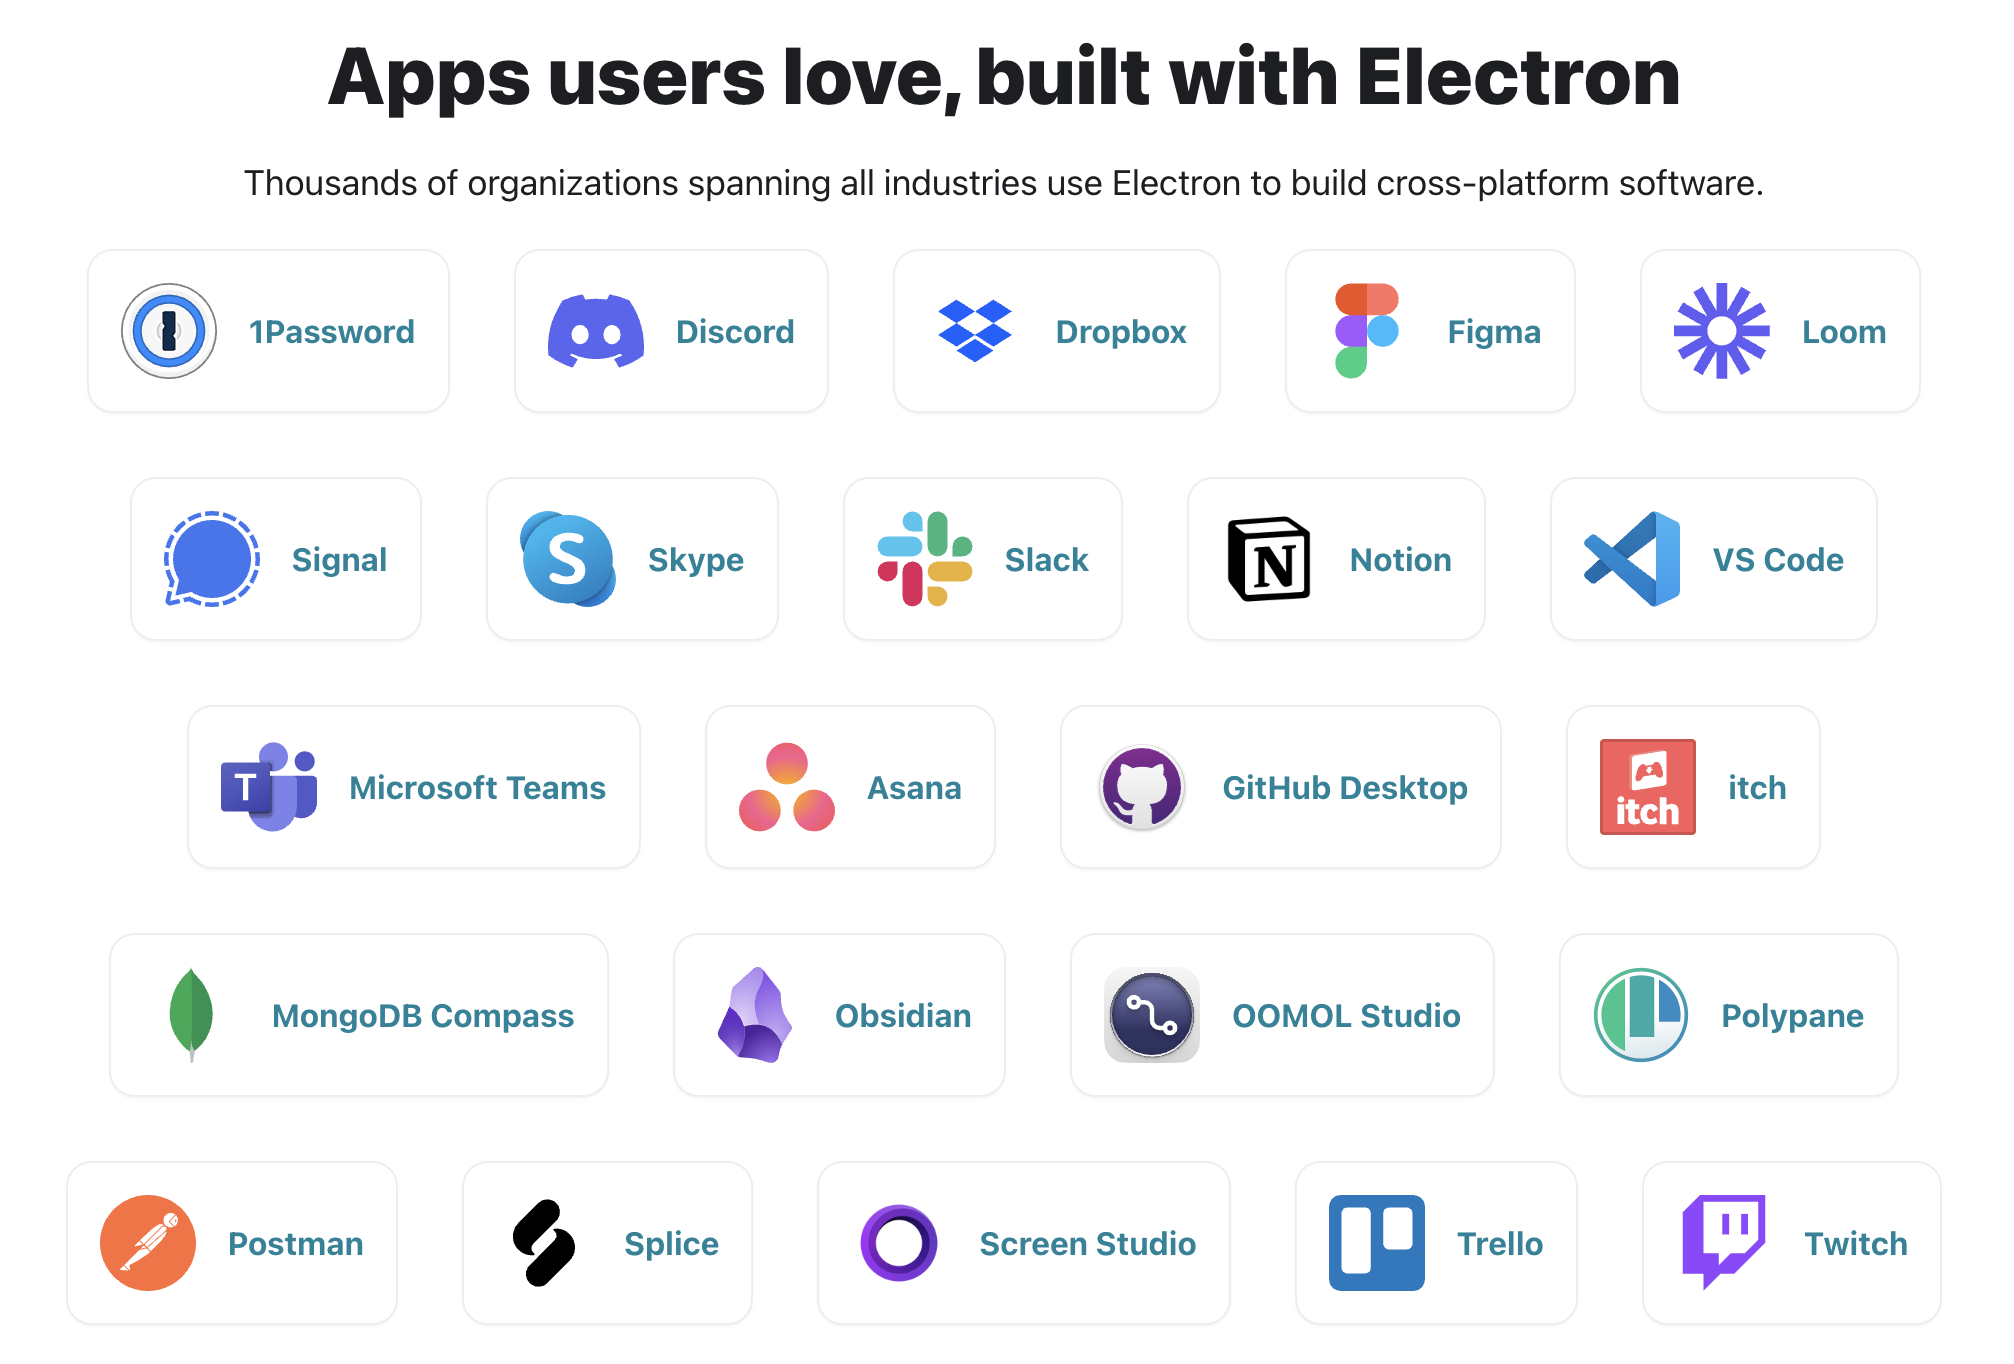 Apps users love, built with Electron
Thousands of organizations spanning all industries use Electron to build cross-platform software.
1Password
Discord
Dropbox
Figma
Loom
Signal
S
Skype
Slack
N
Notion
VS Code
T
Microsoft Teams
Asana
GitHub Desktop
itch
itch
MongoDB Compass
Obsidian
OOMOL Studio
Polypane
Postman
Splice
Screen Studio
Trello
Twitch